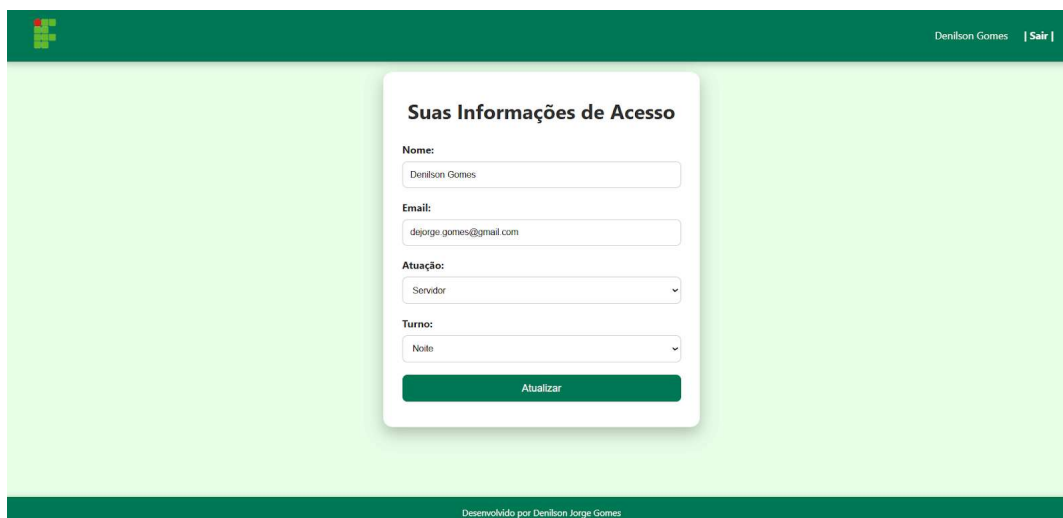 Denilson Gomes | Sair |
Suas Informações de Acesso
Nome:
Denilson Gomes
Email:
dejorge.gomes@gmail.com
Atuação:
Servidor
Turno:
Noite
Atualizar
Desenvolvido por Denilson Jorge Gomes